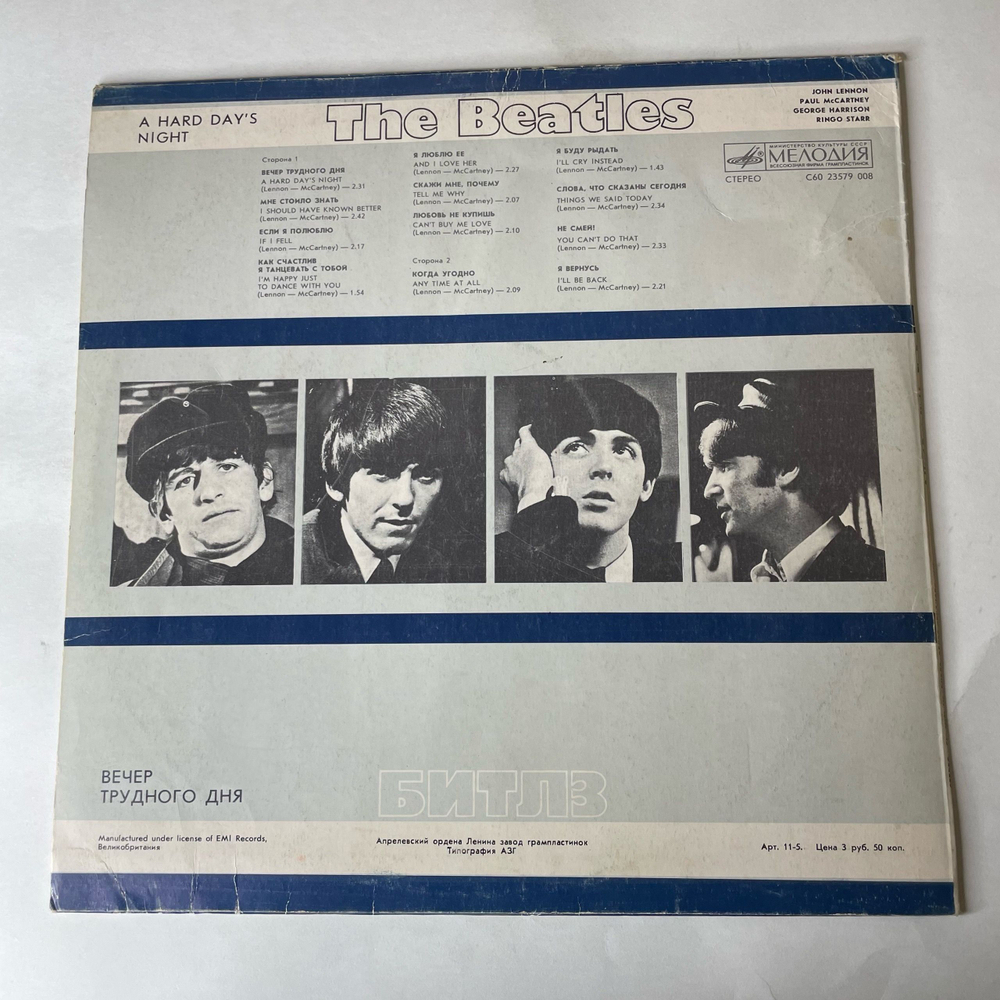 A HARD DAY'S
NIGHT
The Beatles
JOHN LENNON
PAUL McCARTNEY
GEORGE HARRISON
RINGO STARR
МИНИСТЕРСТВО КУЛЬТУРЫ СССР
МЕЛОДИЯ
ВСЕСОЮЗНАЯ ФИРМА ГРАМПЛАСТИНОК
СТЕРЕО
С60 23579 008
Сторона 1
ВЕЧЕР ТРУДНОГО ДНЯ
A HARD DAY'S NIGHT
(Lennon — McCartney) — 2.31
МНЕ СТОИЛО ЗНАТЬ
I SHOULD HAVE KNOWN BETTER
(Lennon — McCartney) — 2.42
ЕСЛИ Я ПОЛЮБЛЮ
IF I FELL
(Lennon — McCartney) — 2.17
КАК СЧАСТЛИВ
Я ТАНЦЕВАТЬ С ТОБОЙ
I'M HAPPY JUST
TO DANCE WITH YOU
(Lennon — McCartney) — 1.54
Я ЛЮБЛЮ ЕЕ
AND I LOVE HER
(Lennon — McCartney) — 2.27
СКАЖИ МНЕ, ПОЧЕМУ
TELL ME WHY
(Lennon — McCartney) — 2.07
ЛЮБОВЬ НЕ КУПИШЬ
CAN'T BUY ME LOVE
(Lennon — McCartney) — 2.10
Сторона 2
КОГДА УГОДНО
ANY TIME AT ALL
(Lennon — McCartney) — 2.09
Я БУДУ РЫДАТЬ
I'LL CRY INSTEAD
(Lennon — McCartney) — 1.43
СЛОВА, ЧТО СКАЗАНЫ СЕГОДНЯ
THINGS WE SAID TODAY
(Lennon — McCartney) — 2.34
НЕ СМЕЙ!
YOU CAN'T DO THAT
(Lennon — McCartney) — 2.33
Я ВЕРНУСЬ
I'LL BE BACK
(Lennon — McCartney) — 2.21
ВЕЧЕР
ТРУДНОГО ДНЯ
БИТЛЗ
Manufactured under license of EMI Records,
Великобритания
Апрелевский ордена Ленина завод грампластинок
Типография АЗГ
Арт. 11-5. Цена 3 руб. 50 коп.